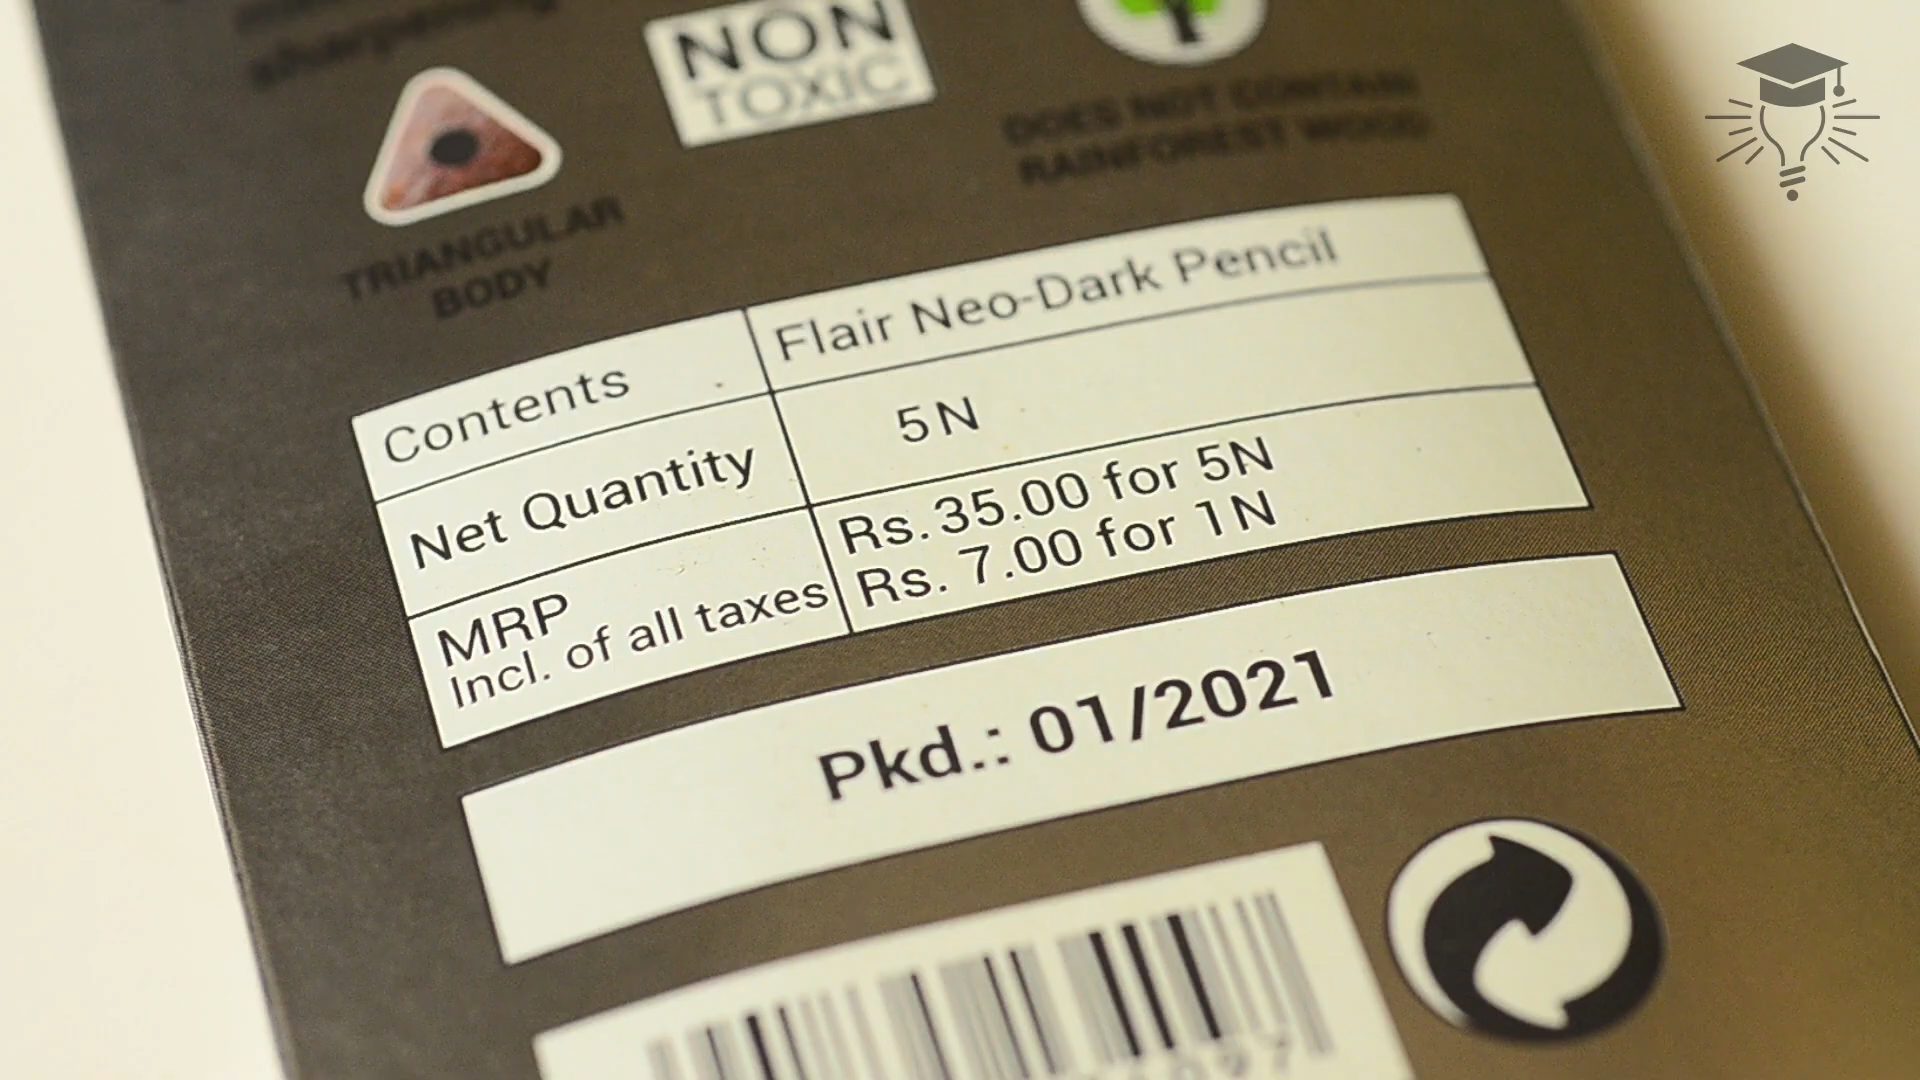 sharpening
NON
TOXIC
DOES NOT CONTAIN
RAINFOREST WOOD
TRIANGULAR
BODY
Contents
Flair Neo-Dark Pencil
Net Quantity
5N
MRP
Incl. of all taxes
Rs. 35.00 for 5N
Rs. 7.00 for 1N
Pkd.: 01/2021